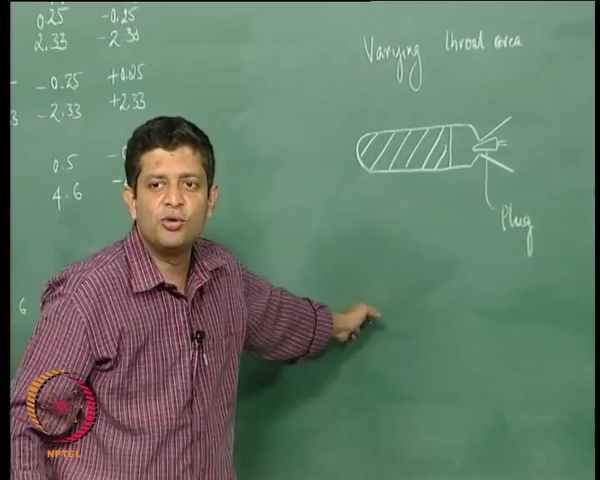 0.25 -0.25
2.33 -2.33
-0.25 +0.25
-2.33 +2.33
0.5
4.6
6
Varying throat area
Plug
NPTEL